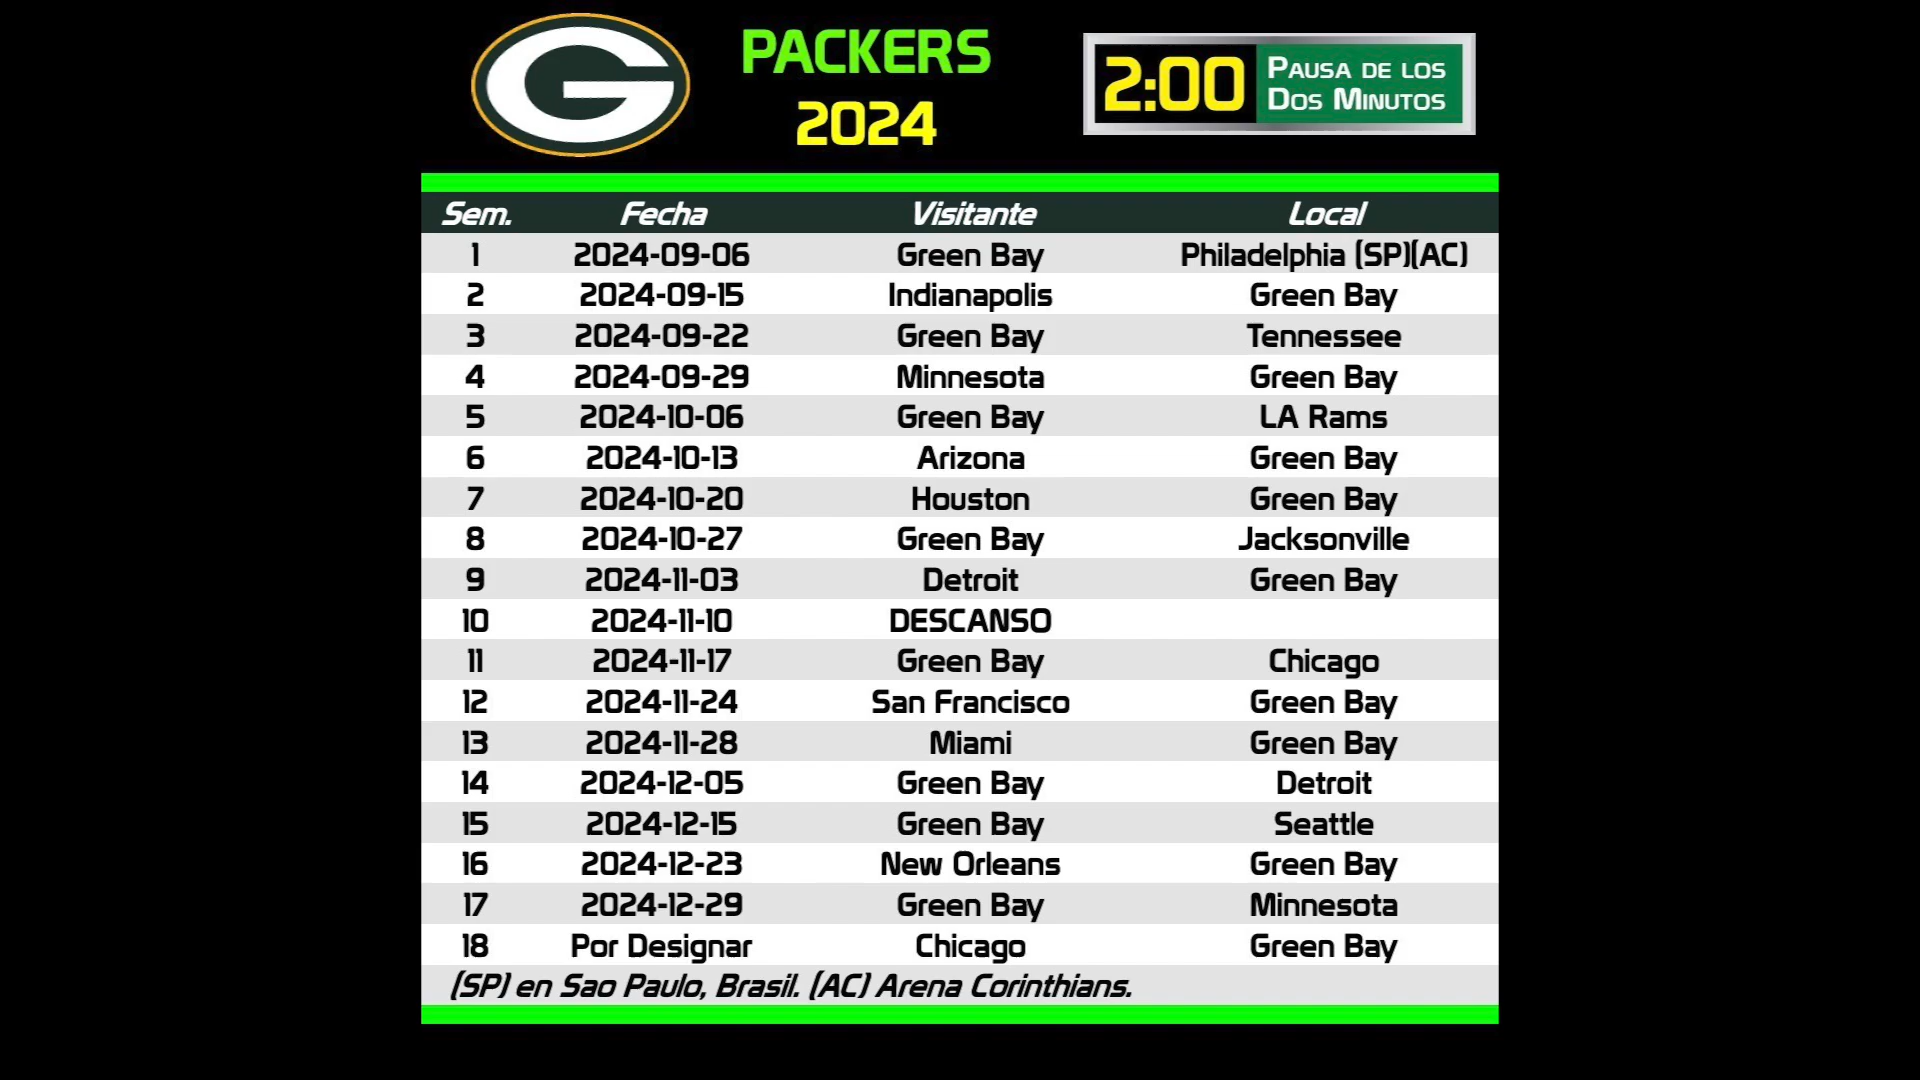 G
PACKERS
2024
2:00
PAUSA DE LOS
DOS MINUTOS
Sem. Fecha Visitante Local
1 2024-09-06 Green Bay Philadelphia (SP)(AC)
2 2024-09-15 Indianapolis Green Bay
3 2024-09-22 Green Bay Tennessee
4 2024-09-29 Minnesota Green Bay
5 2024-10-06 Green Bay LA Rams
6 2024-10-13 Arizona Green Bay
7 2024-10-20 Houston Green Bay
8 2024-10-27 Green Bay Jacksonville
9 2024-11-03 Detroit Green Bay
10 2024-11-10 DESCANSO
11 2024-11-17 Green Bay Chicago
12 2024-11-24 San Francisco Green Bay
13 2024-11-28 Miami Green Bay
14 2024-12-05 Green Bay Detroit
15 2024-12-15 Green Bay Seattle
16 2024-12-23 New Orleans Green Bay
17 2024-12-29 Green Bay Minnesota
18 Por Designar Chicago Green Bay
(SP) en Sao Paulo, Brasil. (AC) Arena Corinthians.